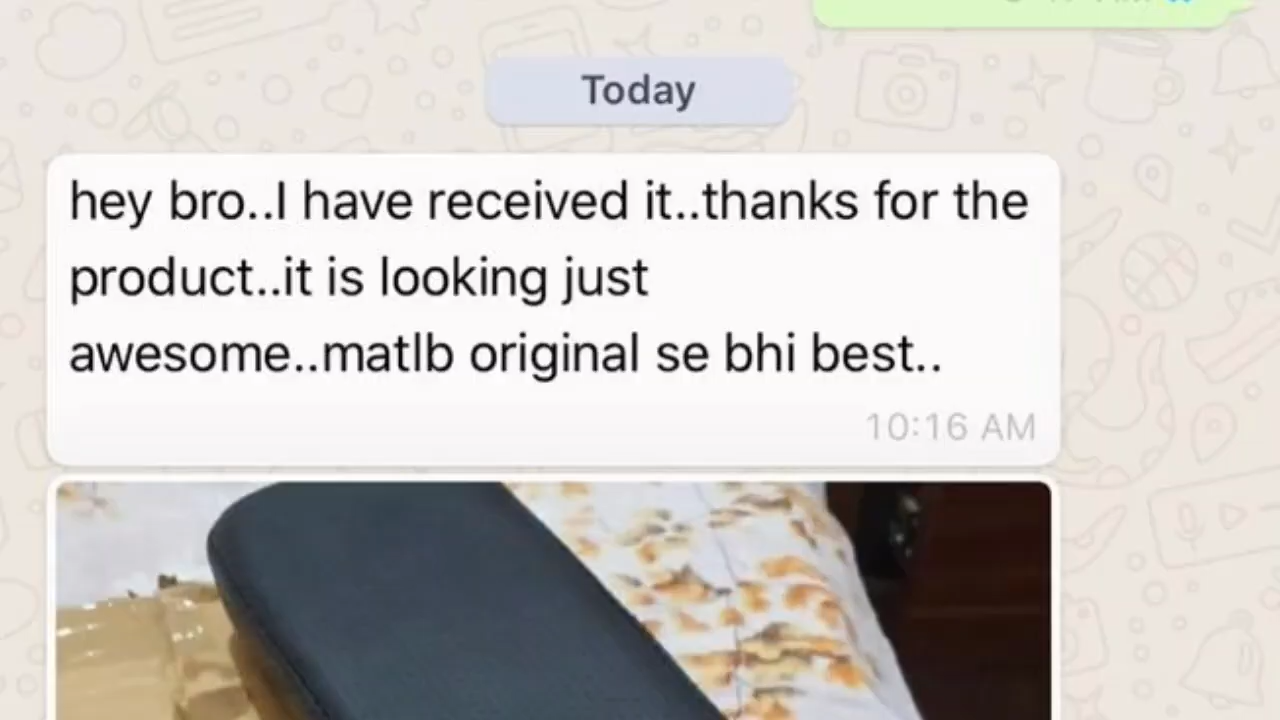 Today
hey bro..I have received it..thanks for the
product..it is looking just
awesome..matlb original se bhi best..
10:16 AM